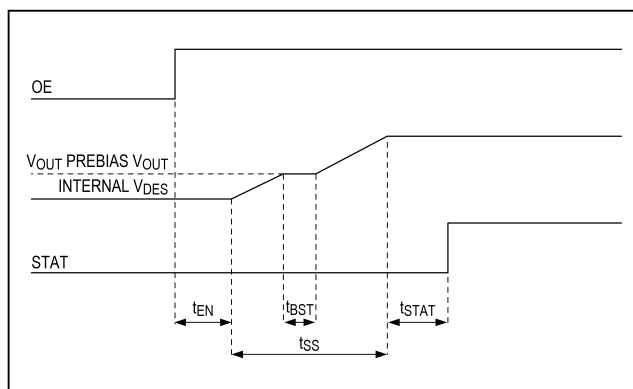 OE
VOUT PREBIAS VOUT
INTERNAL VDES
STAT
tEN
tBST
tSTAT
tSS